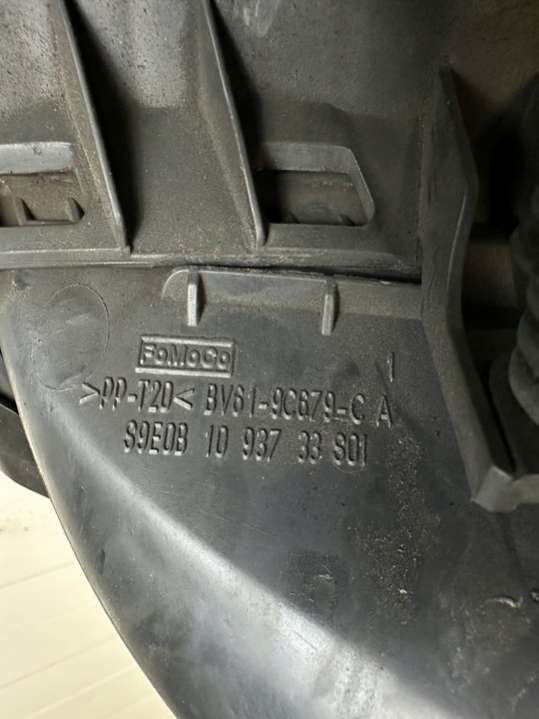 FoMoCo
>PP-T20< BV61-9C679-C A
S9E0B 10 937 33 S01